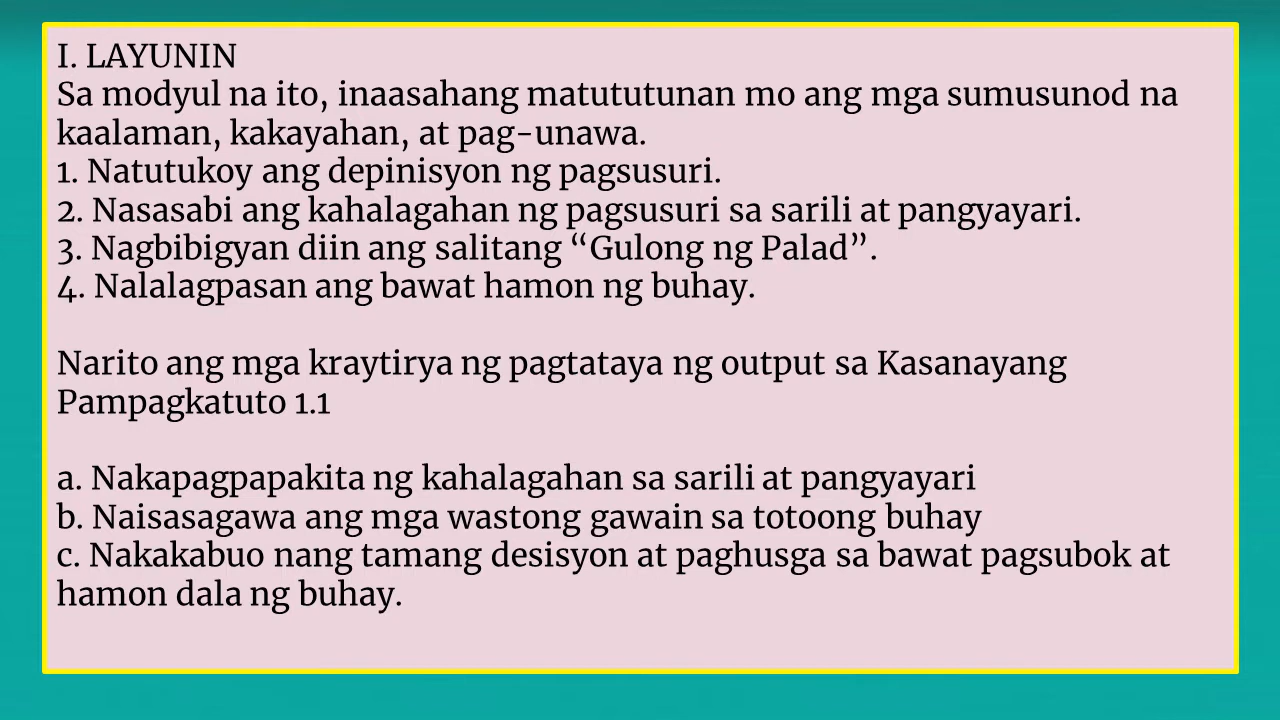 I. LAYUNIN
Sa modyul na ito, inaasahang matututunan mo ang mga sumusunod na
kaalaman, kakayahan, at pag-unawa.
1. Natutukoy ang depinisyon ng pagsusuri.
2. Nasasabi ang kahalagahan ng pagsusuri sa sarili at pangyayari.
3. Nagbibigyan diin ang salitang “Gulong ng Palad”.
4. Nalalagpasan ang bawat hamon ng buhay.
Narito ang mga kraytirya ng pagtataya ng output sa Kasanayang
Pampagkatuto 1.1
a. Nakapagpapakita ng kahalagahan sa sarili at pangyayari
b. Naisasagawa ang mga wastong gawain sa totoong buhay
c. Nakakabuo nang tamang desisyon at paghusga sa bawat pagsubok at
hamon dala ng buhay.